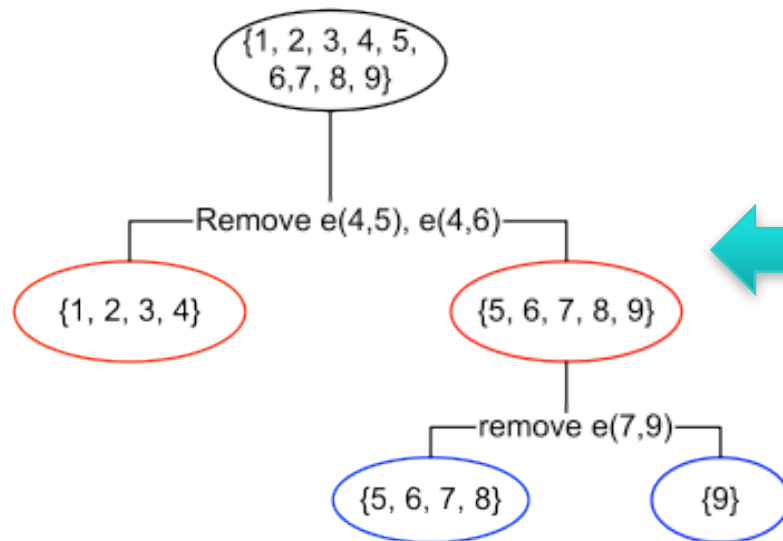 {1, 2, 3, 4, 5,
6,7, 8, 9}
Remove e(4,5), e(4,6)
{1, 2, 3, 4}
{5, 6, 7, 8, 9}
remove e(7,9)
{5, 6, 7, 8}
{9}